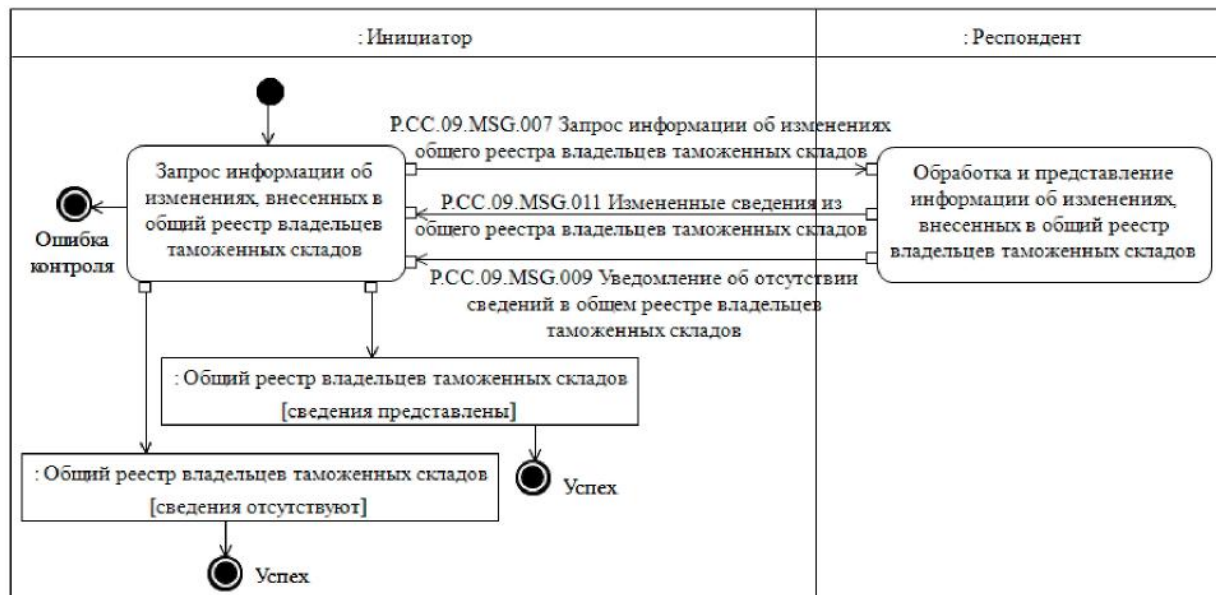 : Инициатор
: Респондент
P.CC.09.MSG.007 Запрос информации об изменениях
общего реестра владельцев таможенных складов
Запрос информации об
изменениях, внесенных в
общий реестр владельцев
таможенных складов
Обработка и представление
информации об изменениях,
внесенных в общий реестр
владельцев таможенных складов
P.CC.09.MSG.011 Измененные сведения из
общего реестра владельцев таможенных складов
Ошибка
контроля
P.CC.09.MSG.009 Уведомление об отсутствии
сведений в общем реестре владельцев
таможенных складов
: Общий реестр владельцев таможенных складов
[сведения представлены]
Успех
: Общий реестр владельцев таможенных складов
[сведения отсутствуют]
Успех